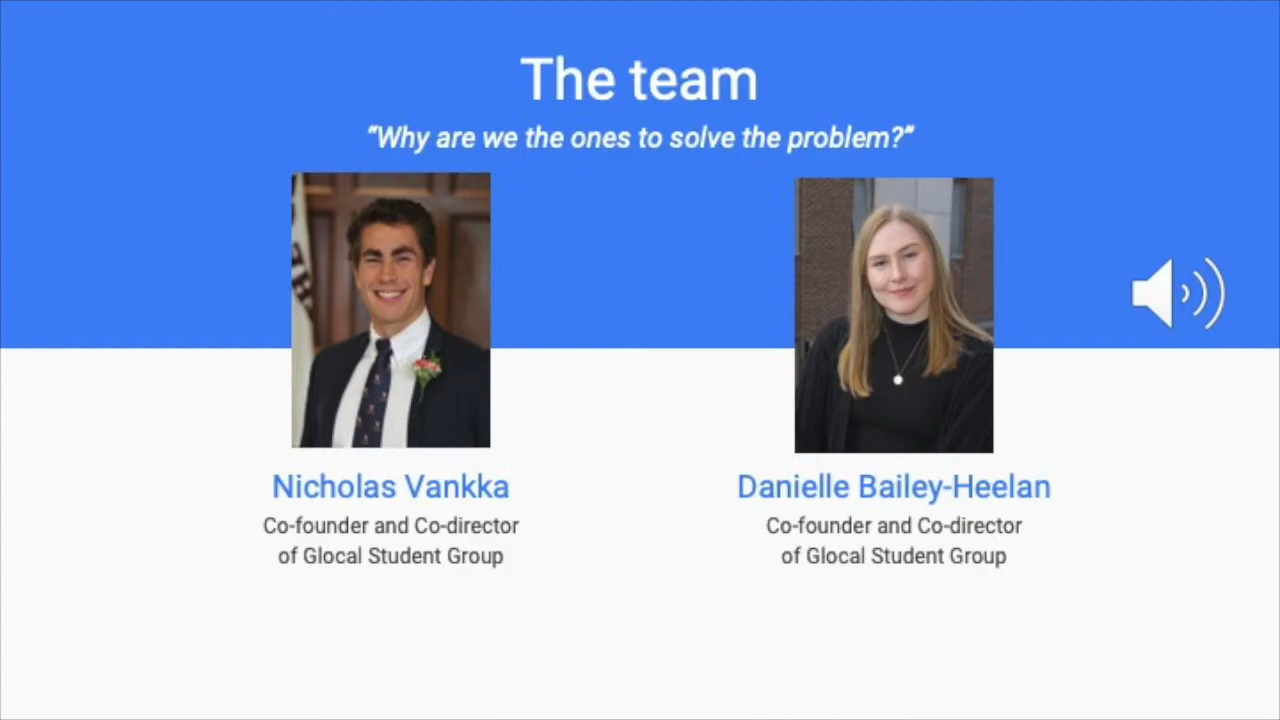 The team
“Why are we the ones to solve the problem?”
Nicholas Vankka
Co-founder and Co-director
of Glocal Student Group
Danielle Bailey-Heelan
Co-founder and Co-director
of Glocal Student Group